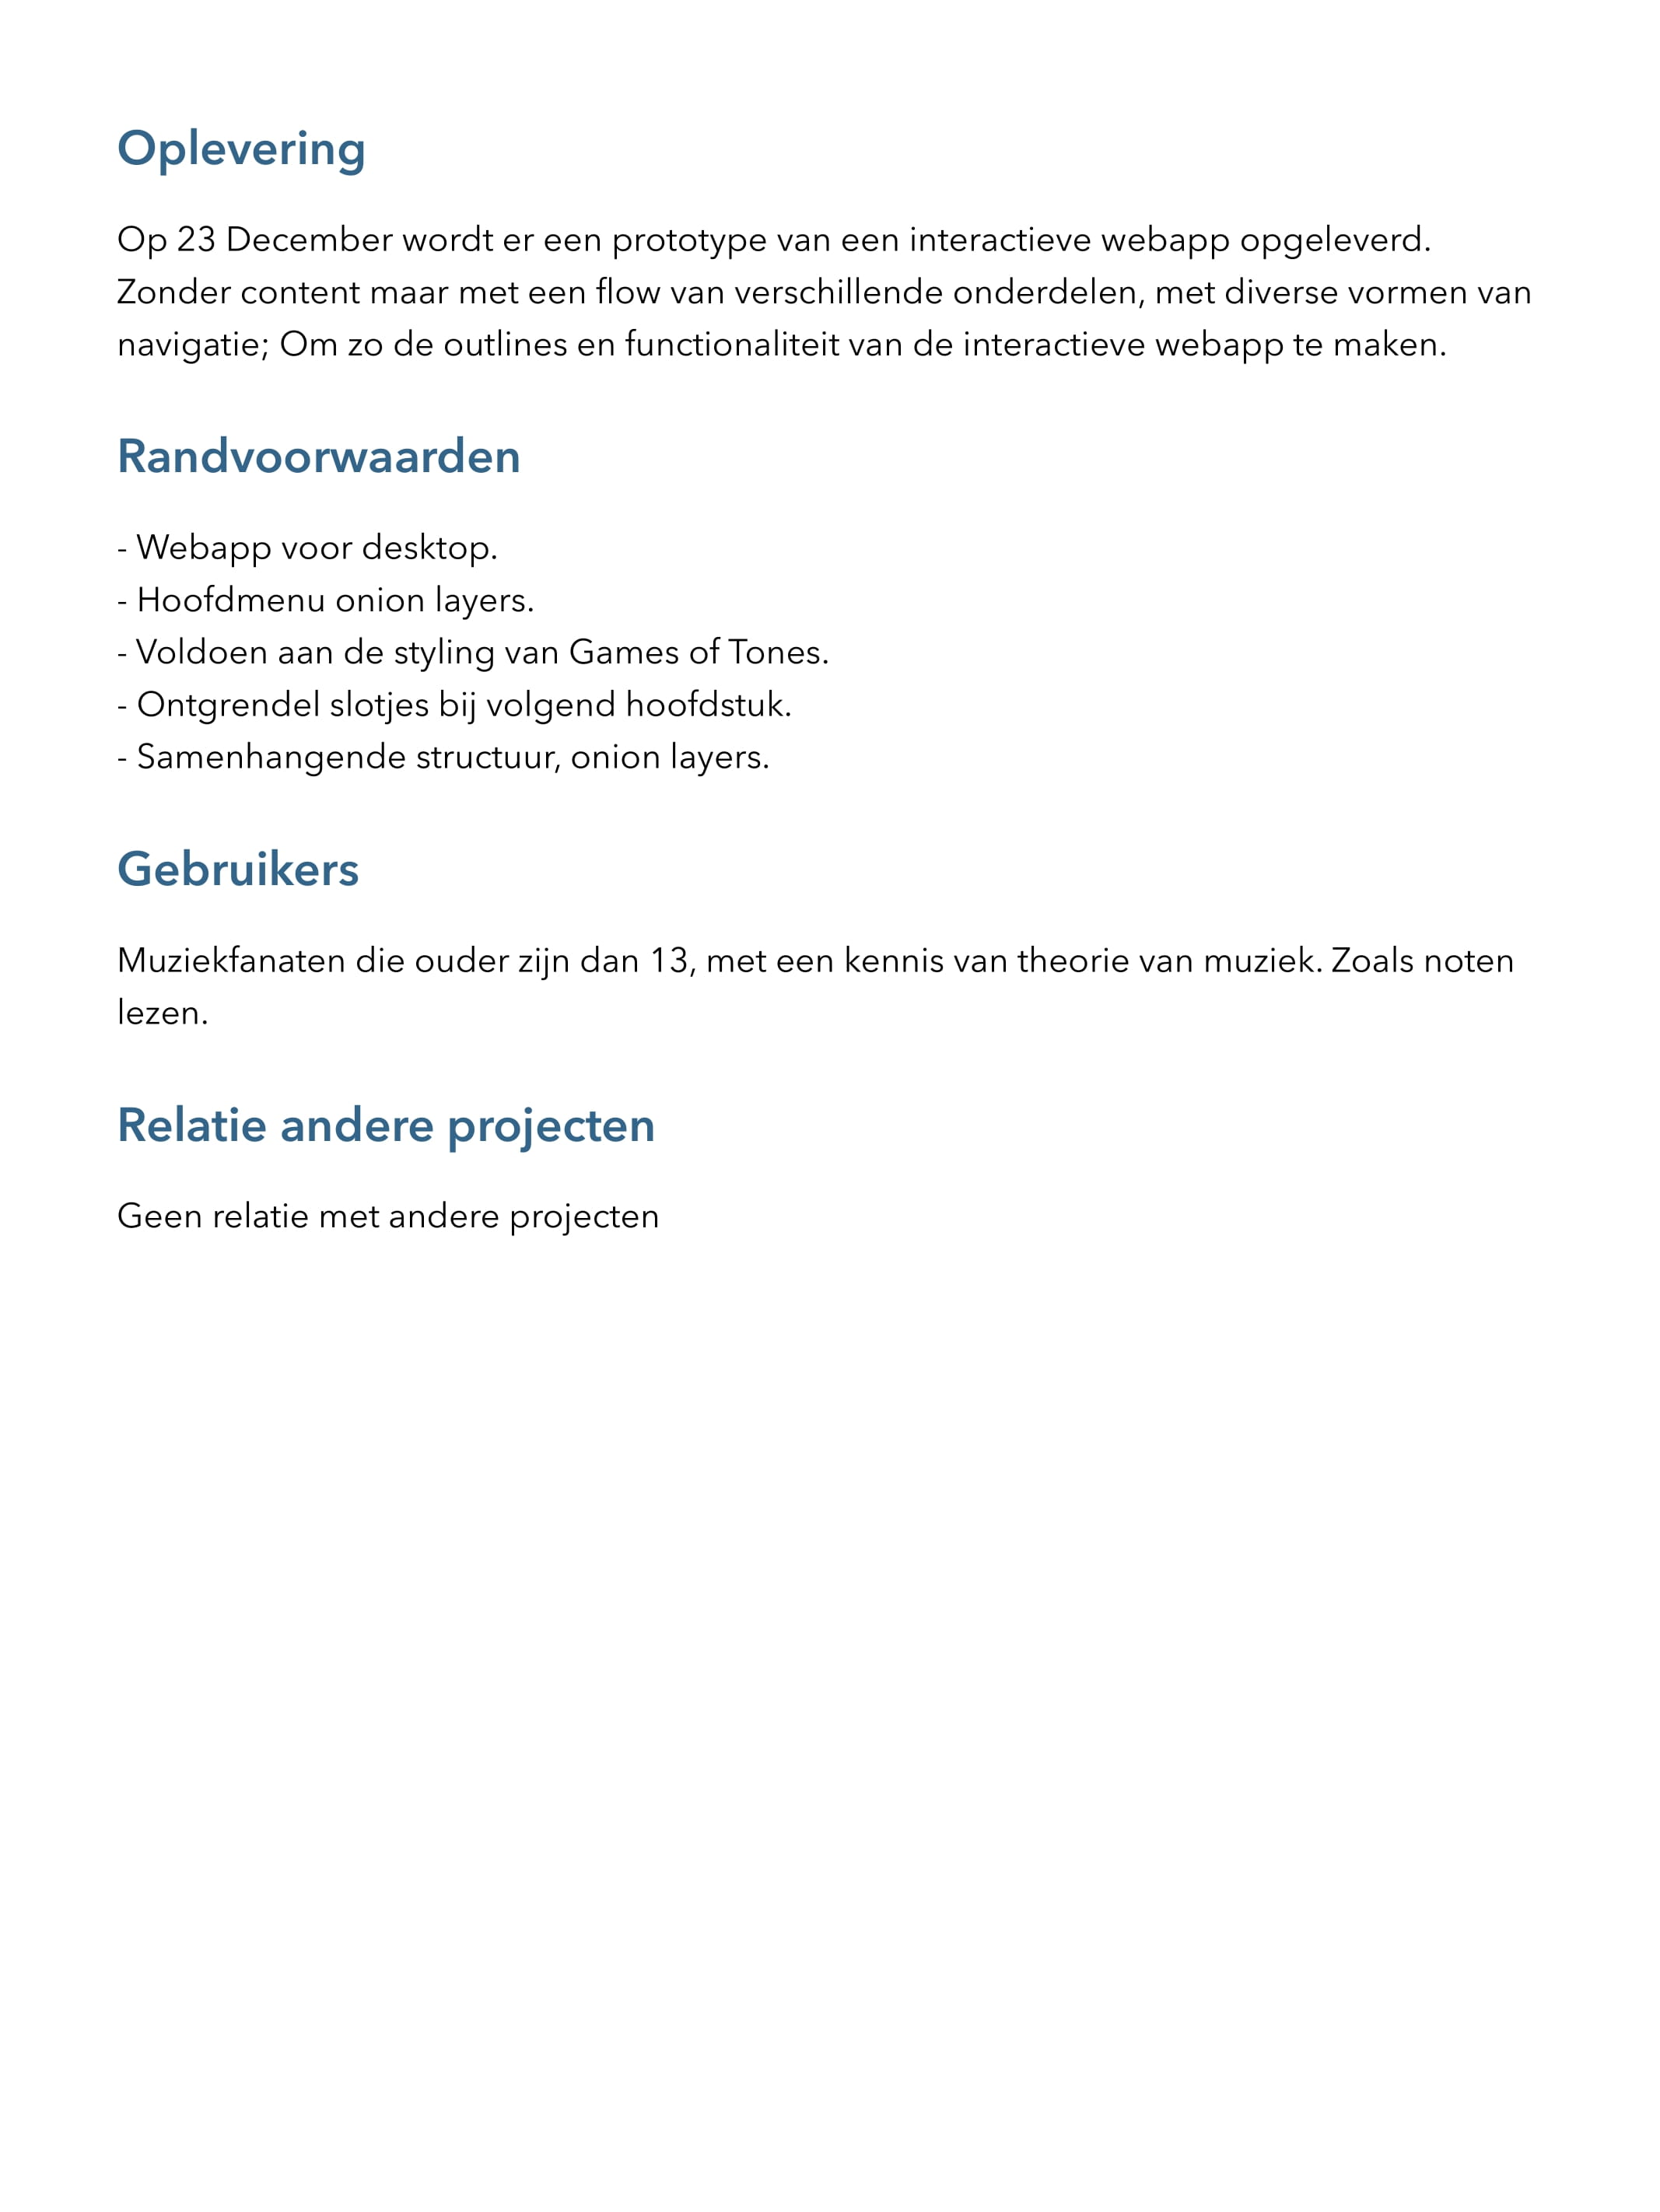 Oplevering
Op 23 December wordt er een prototype van een interactieve webapp opgeleverd.
Zonder content maar met een flow van verschillende onderdelen, met diverse vormen van
navigatie; Om zo de outlines en functionaliteit van de interactieve webapp te maken.
Randvoorwaarden
- Webapp voor desktop.
- Hoofdmenu onion layers.
- Voldoen aan de styling van Games of Tones.
- Ontgrendel slotjes bij volgend hoofdstuk.
- Samenhangende structuur, onion layers.
Gebruikers
Muziekfanaten die ouder zijn dan 13, met een kennis van theorie van muziek. Zoals noten
lezen.
Relatie andere projecten
Geen relatie met andere projecten